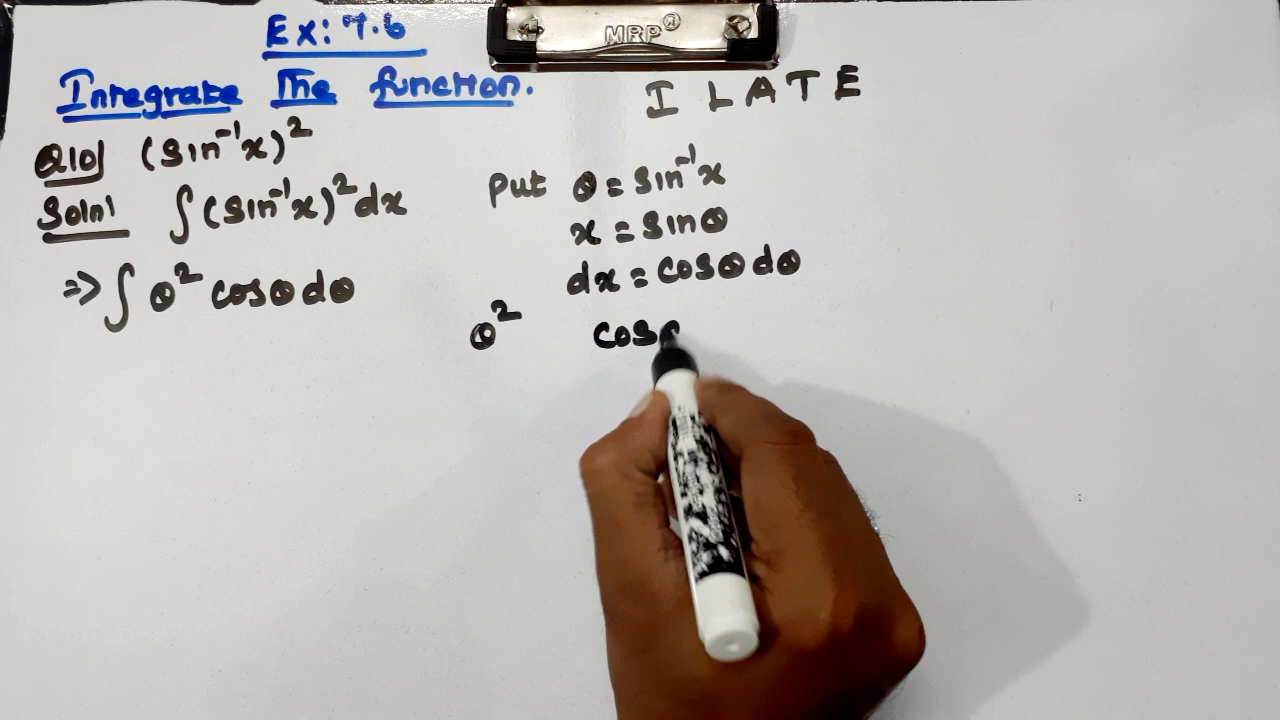 MRP®
Ex: 7.6
Integrate The function.
I LATE
Q10) (sin⁻¹x)²
Soln! ∫(sin⁻¹x)²dx
Put θ = sin⁻¹x
x = sinθ
dx = cosθ dθ
=> ∫ θ² cosθ dθ
θ² cos